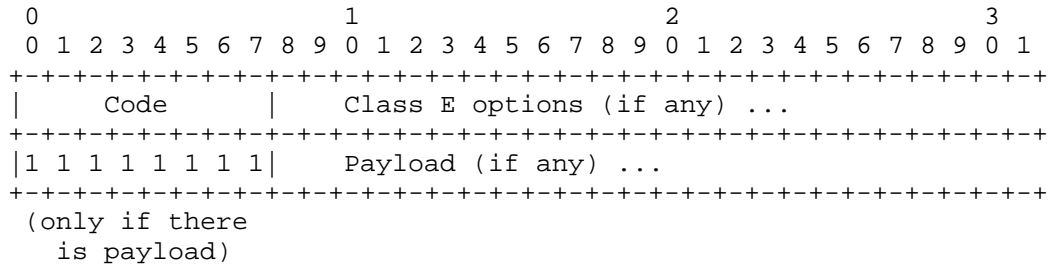 0                   1                   2                   3
 0 1 2 3 4 5 6 7 8 9 0 1 2 3 4 5 6 7 8 9 0 1 2 3 4 5 6 7 8 9 0 1
+-+-+-+-+-+-+-+-+-+-+-+-+-+-+-+-+-+-+-+-+-+-+-+-+-+-+-+-+-+-+-+
|     Code      |    Class E options (if any) ...
+-+-+-+-+-+-+-+-+-+-+-+-+-+-+-+-+-+-+-+-+-+-+-+-+-+-+-+-+-+-+-+
|1 1 1 1 1 1 1 1|    Payload (if any) ...
+-+-+-+-+-+-+-+-+-+-+-+-+-+-+-+-+-+-+-+-+-+-+-+-+-+-+-+-+-+-+-+
 (only if there
   is payload)